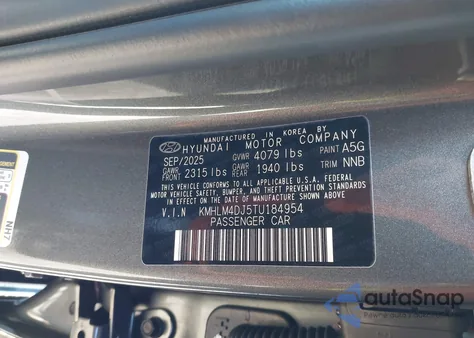 MANUFACTURED IN KOREA BY
HYUNDAI MOTOR COMPANY
SEP/2025 GVWR 4079 lbs PAINT A5G
GAWR FRONT 2315 lbs GAWR REAR 1940 lbs TRIM NNB
THIS VEHICLE CONFORMS TO ALL APPLICABLE
U.S. FEDERAL MOTOR VEHICLE
SAFETY, BUMPER, AND THEFT
PREVENTION STANDARDS IN EFFECT ON THE
DATE OF MANUFACTURE SHOWN ABOVE
V.I.N KMHLM4DJ5TU184954
PASSENGER CAR
NH7
autoSnap